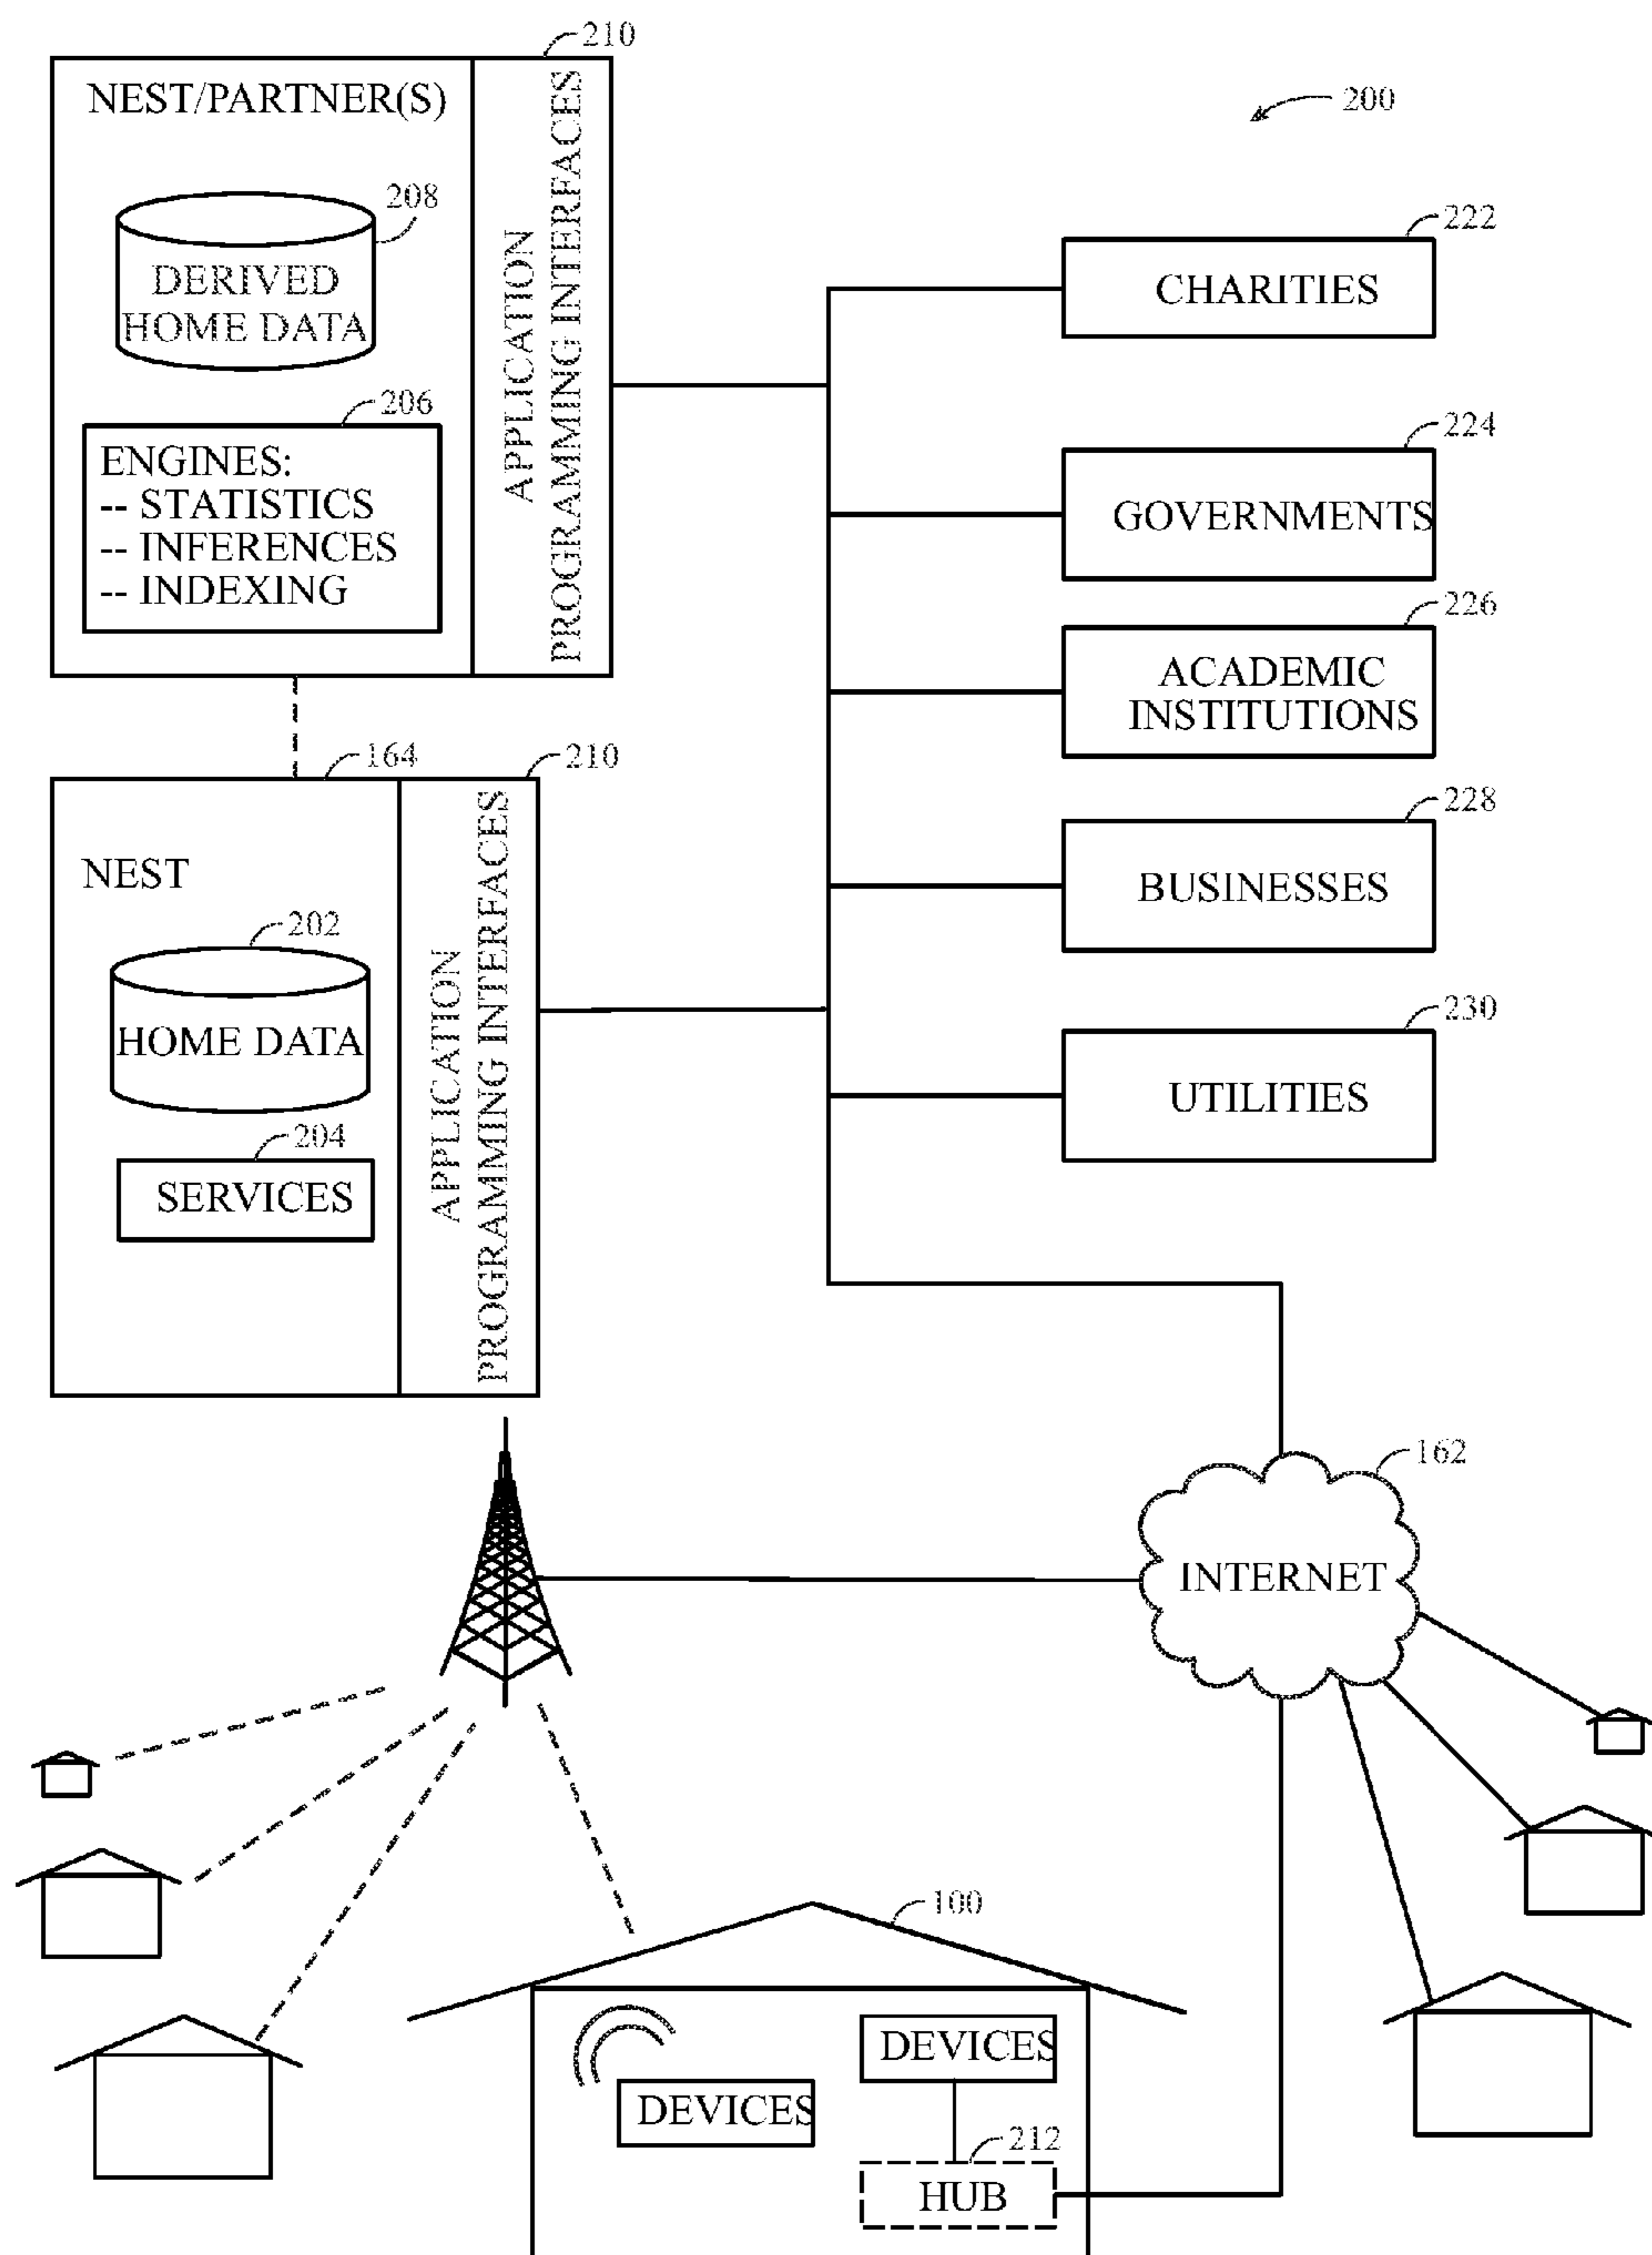 210
NEST/PARTNER(S)
200
208
DERIVED
HOME DATA
APPLICATION
PROGRAMMING INTERFACES
222
CHARITIES
206
ENGINES:
-- STATISTICS
-- INFERENCES
-- INDEXING
224
GOVERNMENTS
226
ACADEMIC
INSTITUTIONS
164
210
NEST
202
HOME DATA
204
SERVICES
APPLICATION
PROGRAMMING INTERFACES
228
BUSINESSES
230
UTILITIES
162
INTERNET
100
DEVICES
DEVICES
212
HUB